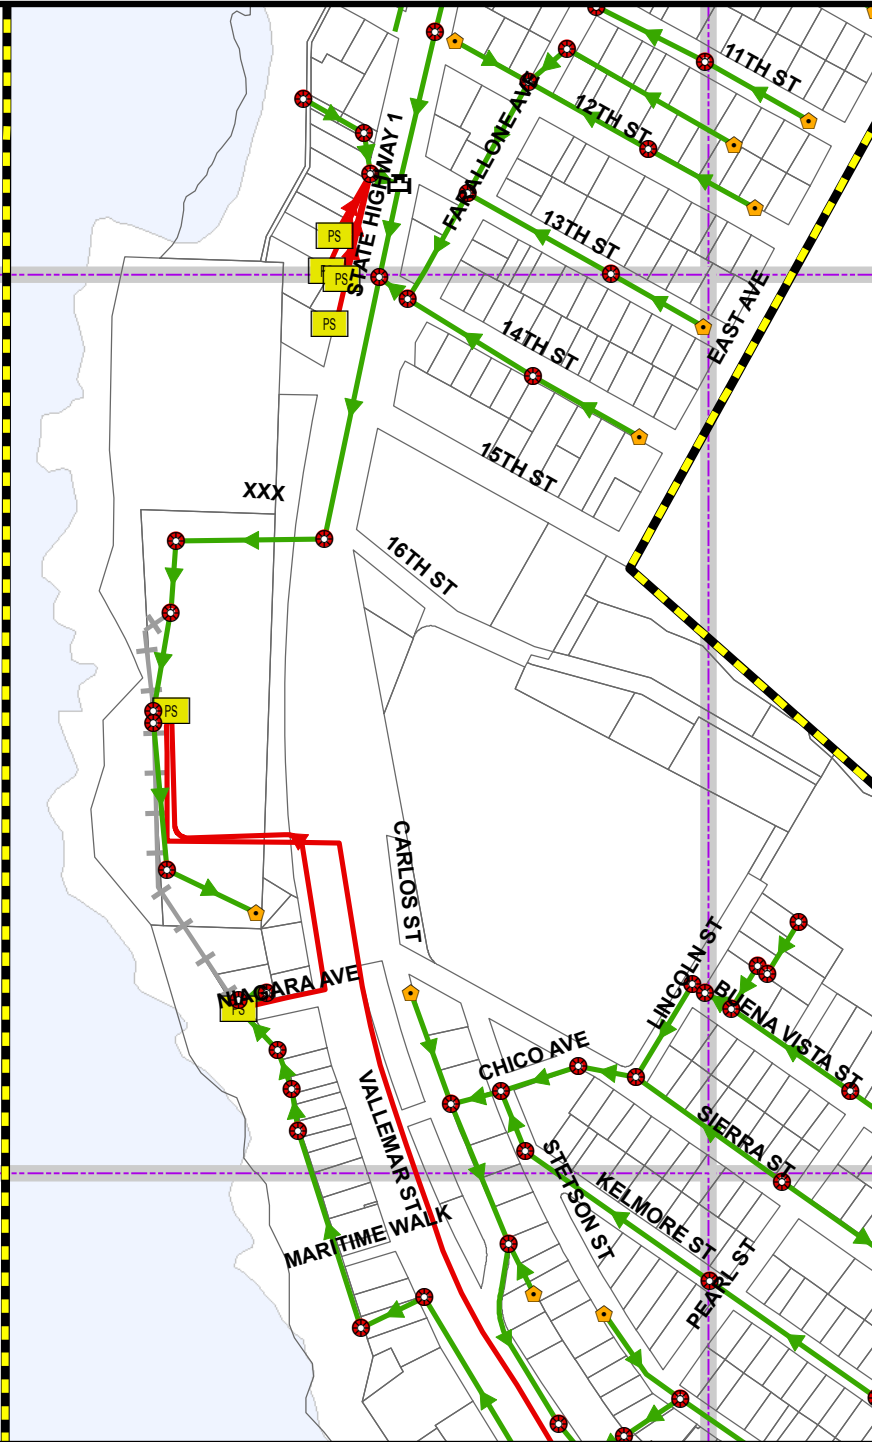 11TH ST
12TH ST
FARALLONE AVE
STATE HIGHWAY 1
13TH ST
PS
PS
PS
EAST AVE
14TH ST
15TH ST
XXX
16TH ST
PS
CARLOS ST
LINCOLN ST
NIAGARA AVE
PS
BUENA VISTA ST
CHICO AVE
VALLEMAR ST
SIERRA ST
STETSON ST
KELMORE ST
MARITIME WALK
PEARL ST